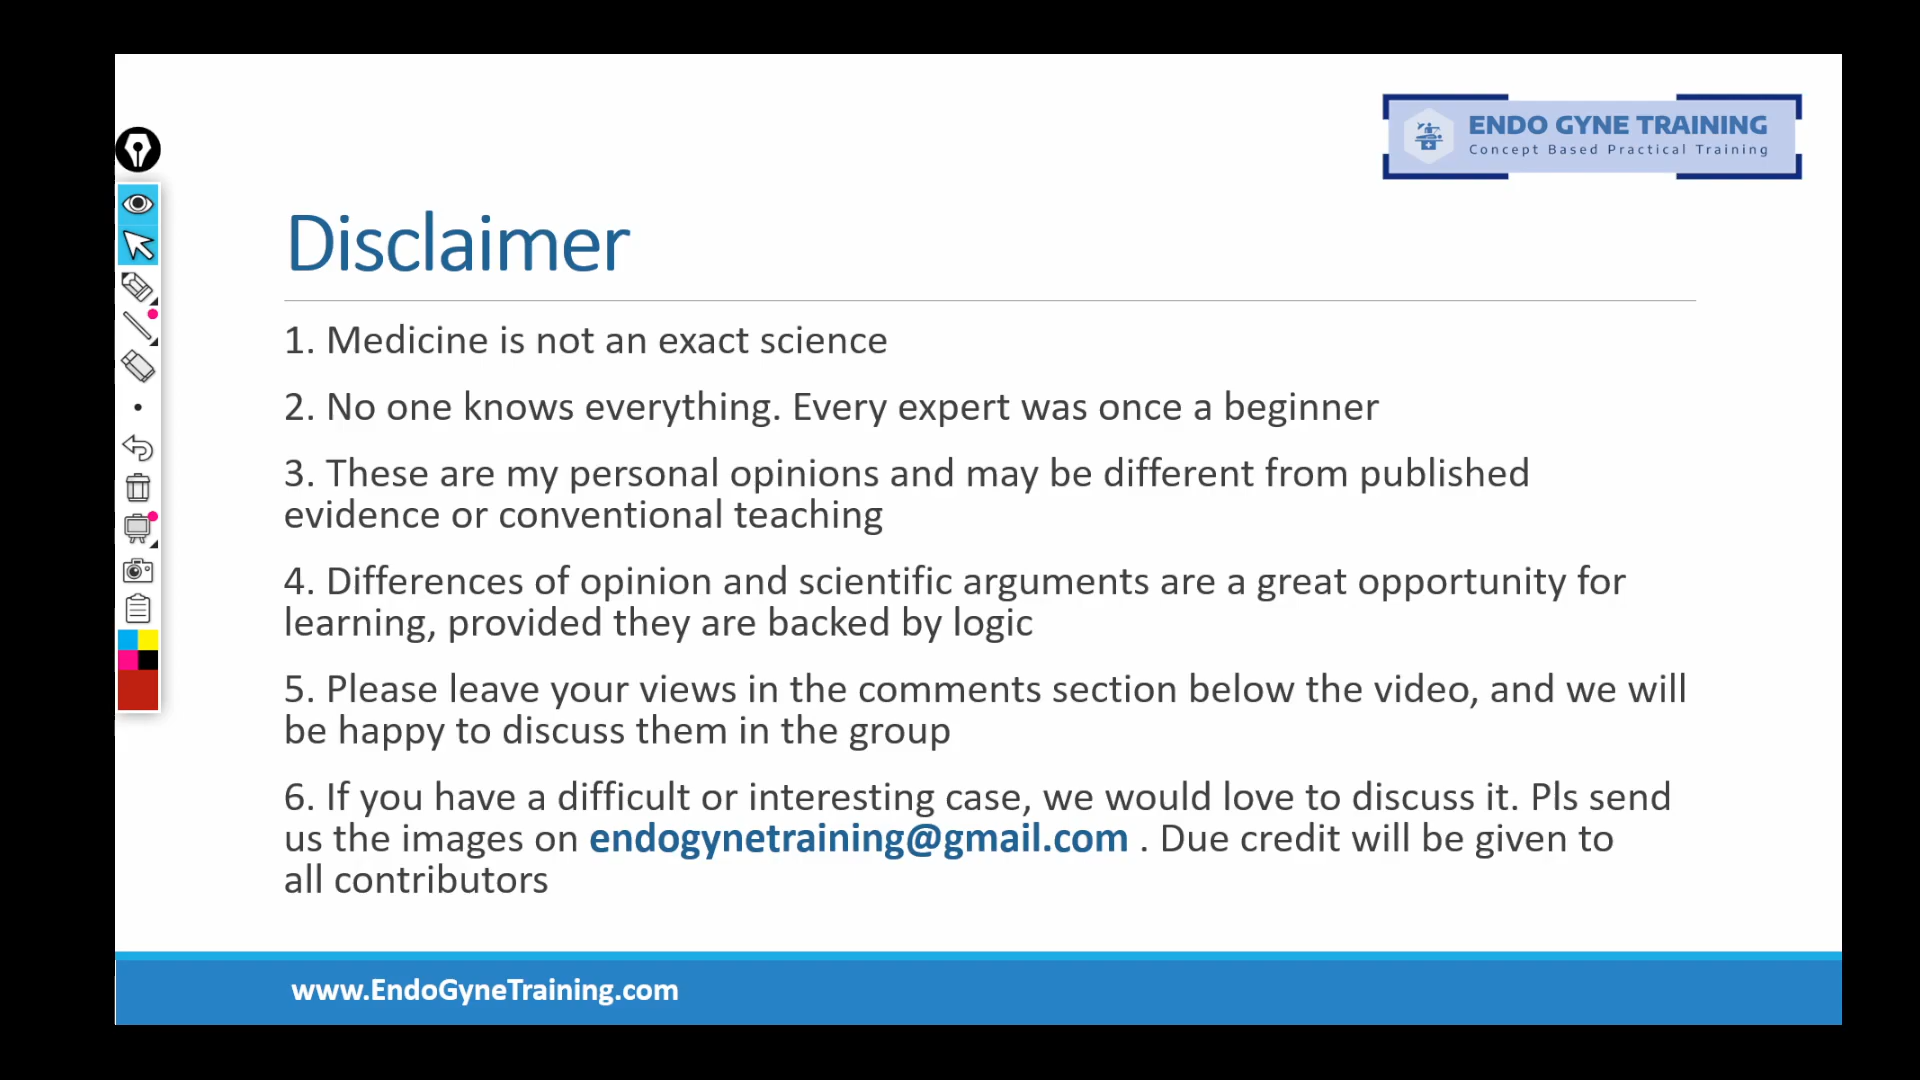 ENDO GYNE TRAINING
Concept Based Practical Training
Disclaimer
1. Medicine is not an exact science
2. No one knows everything. Every expert was once a beginner
3. These are my personal opinions and may be different from published
evidence or conventional teaching
4. Differences of opinion and scientific arguments are a great opportunity for
learning, provided they are backed by logic
5. Please leave your views in the comments section below the video, and we will
be happy to discuss them in the group
6. If you have a difficult or interesting case, we would love to discuss it. Pls send
us the images on endogynetraining@gmail.com . Due credit will be given to
all contributors
www.EndoGyneTraining.com